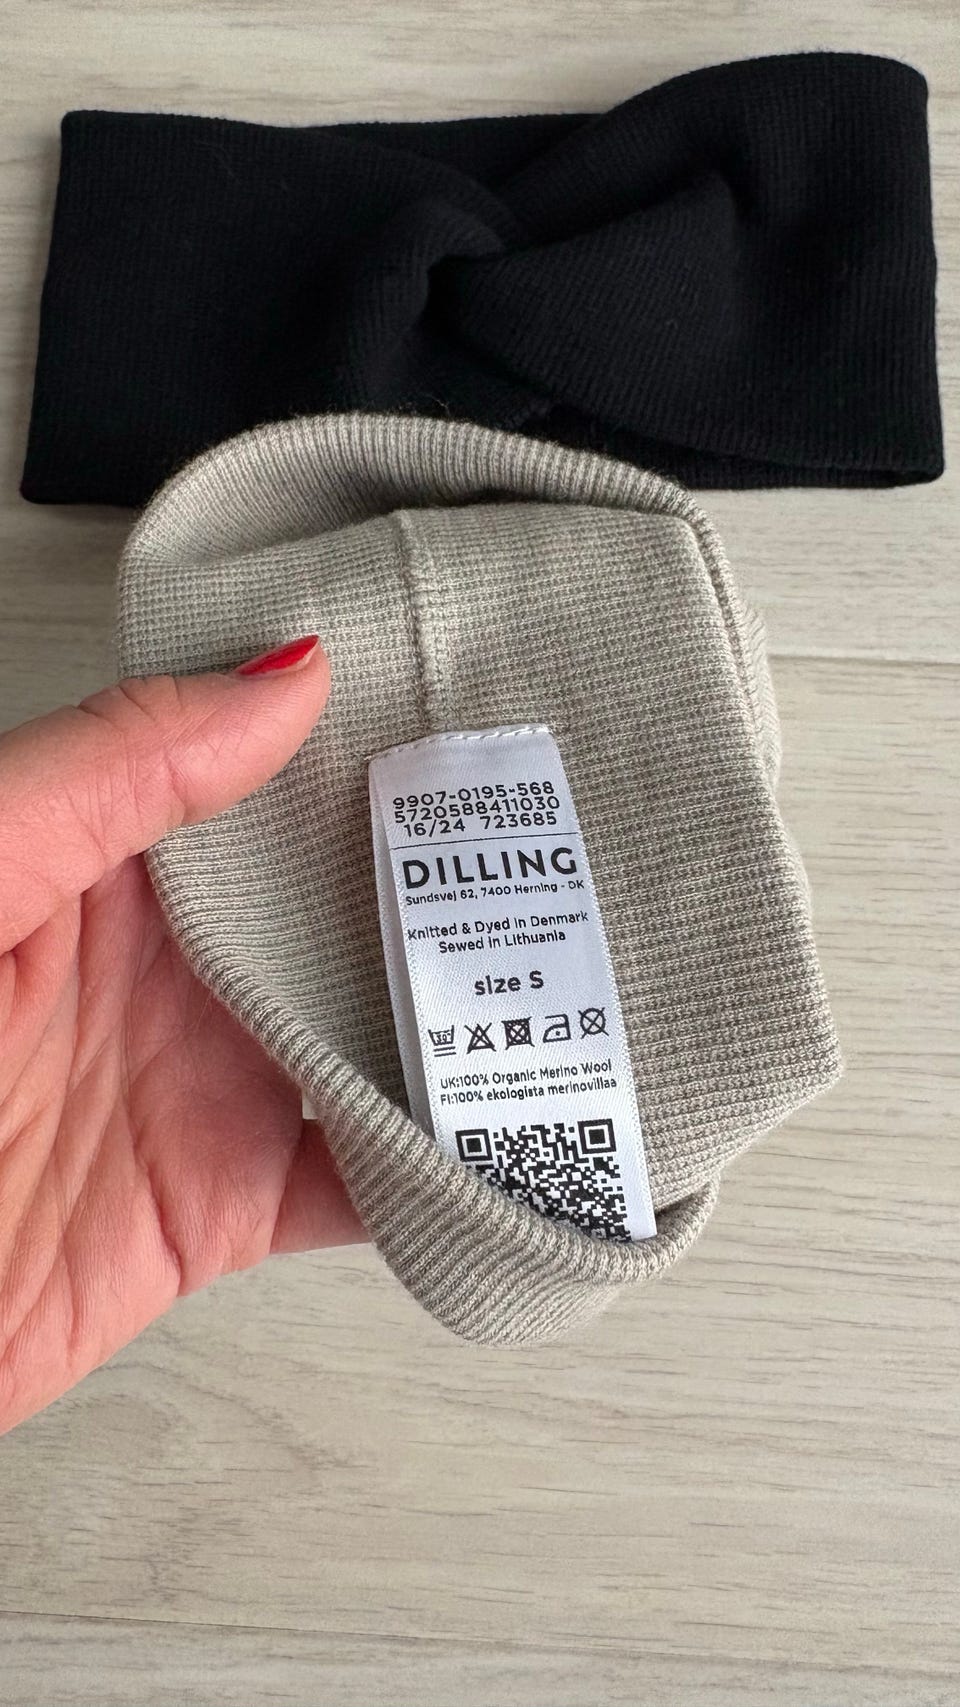 9907-0195-568
5720588411030
16/24 723685
DILLING
Sundsvej 62, 7400 Herning - DK
Knitted & Dyed in Denmark
Sewed in Lithuania
size S
30°
UK:100% Organic Merino Wool
FI:100% ekologista merinovillaa